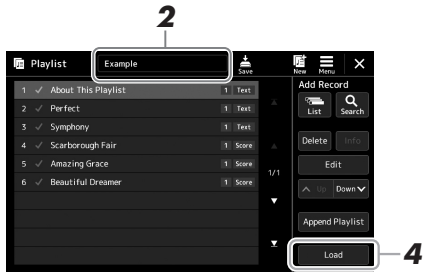 2
Playlist Example Save New Menu
Add Record
1 About This Playlist 1 Text
List Search
2 Perfect 1 Text
3 Symphony 1 Text
4 Scarborough Fair 1 Score
Delete Info
5 Amazing Grace 1 Score
Edit
1/1
6 Beautiful Dreamer 1 Score
Up Down
Append Playlist
Load
4